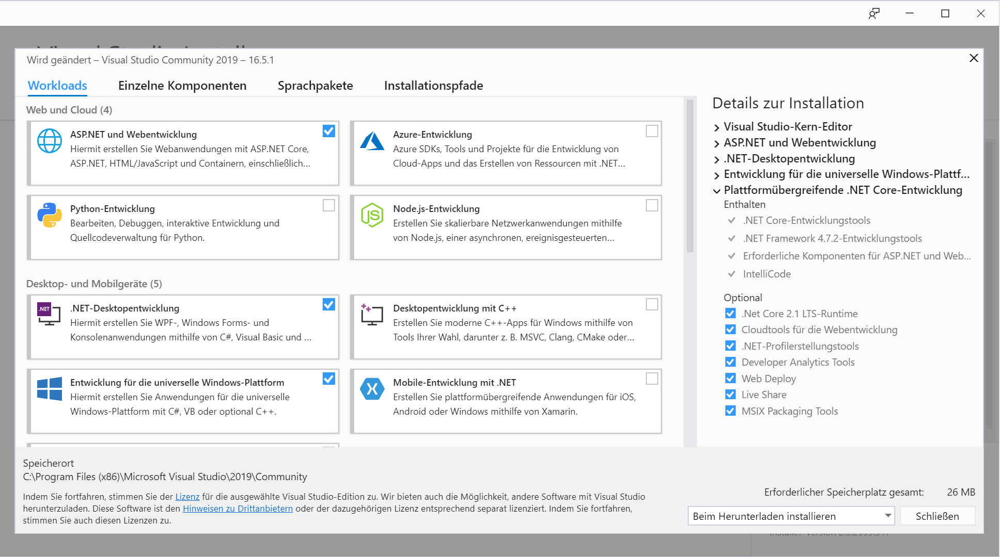 Wird geändert – Visual Studio Community 2019 – 16.5.1
Workloads
Einzelne Komponenten
Sprachpakete
Installationspfade
Web und Cloud (4)
ASP.NET und Webentwicklung
Hiermit erstellen Sie Webanwendungen mit ASP.NET Core,
ASP.NET, HTML/JavaScript und Containern, einschließlich...
Azure-Entwicklung
Azure SDKs, Tools und Projekte für die Entwicklung von
Cloud-Apps und das Erstellen von Ressourcen mit .NET...
Python-Entwicklung
Bearbeiten, Debuggen, interaktive Entwicklung und
Quellcodeverwaltung für Python.
JS
Node.js-Entwicklung
Erstellen Sie skalierbare Netzwerkanwendungen mithilfe
von Node.js, einer asynchronen, ereignisgesteuerten...
Desktop- und Mobilgeräte (5)
.NET
.NET-Desktopentwicklung
Hiermit erstellen Sie WPF-, Windows Forms- und
Konsolenanwendungen mithilfe von C#, Visual Basic und ...
Desktopentwicklung mit C++
Erstellen Sie moderne C++-Apps für Windows mithilfe von
Tools Ihrer Wahl, darunter z. B. MSVC, Clang, CMake oder...
Entwicklung für die universelle Windows-Plattform
Hiermit erstellen Sie Anwendungen für die universelle
Windows-Plattform mit C#, VB oder optional C++.
Mobile-Entwicklung mit .NET
Erstellen Sie plattformübergreifende Anwendungen für iOS,
Android oder Windows mithilfe von Xamarin.
Details zur Installation
Visual Studio-Kern-Editor
ASP.NET und Webentwicklung
.NET-Desktopentwicklung
Entwicklung für die universelle Windows-Plattf...
Plattformübergreifende .NET Core-Entwicklung
Enthalten
.NET Core-Entwicklungstools
.NET Framework 4.7.2-Entwicklungstools
Erforderliche Komponenten für ASP.NET und Web...
IntelliCode
Optional
.Net Core 2.1 LTS-Runtime
Cloudtools für die Webentwicklung
.NET-Profilerstellungstools
Developer Analytics Tools
Web Deploy
Live Share
MSIX Packaging Tools
Speicherort
C:\Program Files (x86)\Microsoft Visual Studio\2019\Community
Indem Sie fortfahren, stimmen Sie der Lizenz für die ausgewählte Visual Studio-Edition zu. Wir bieten auch die Möglichkeit, andere Software mit Visual Studio
herunterzuladen. Diese Software ist den Hinweisen zu Drittanbietern oder der dazugehörigen Lizenz entsprechend separat lizenziert. Indem Sie fortfahren,
stimmen Sie auch diesen Lizenzen zu.
Erforderlicher Speicherplatz gesamt: 26 MB
Beim Herunterladen installieren
Schließen